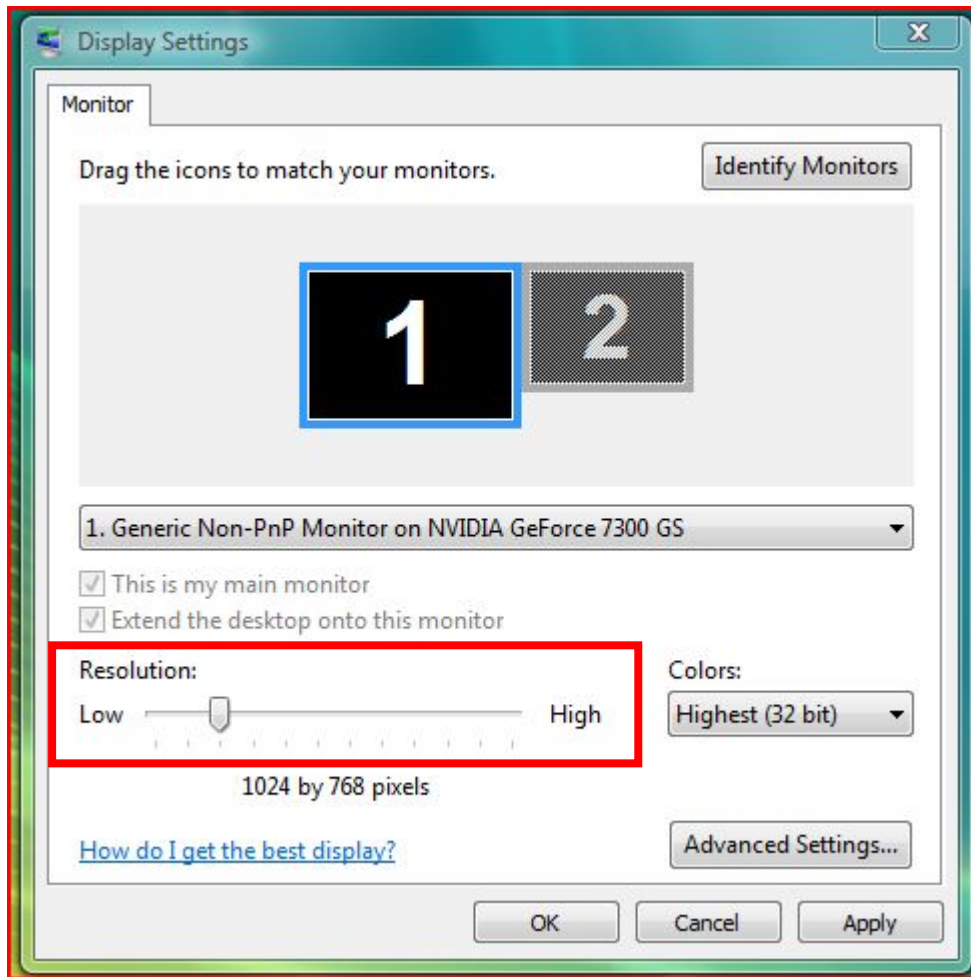 Display Settings
Monitor
Drag the icons to match your monitors.
Identify Monitors
1
2
1. Generic Non-PnP Monitor on NVIDIA GeForce 7300 GS
This is my main monitor
Extend the desktop onto this monitor
Resolution:
Colors:
Low
High
Highest (32 bit)
1024 by 768 pixels
How do I get the best display?
Advanced Settings...
OK
Cancel
Apply